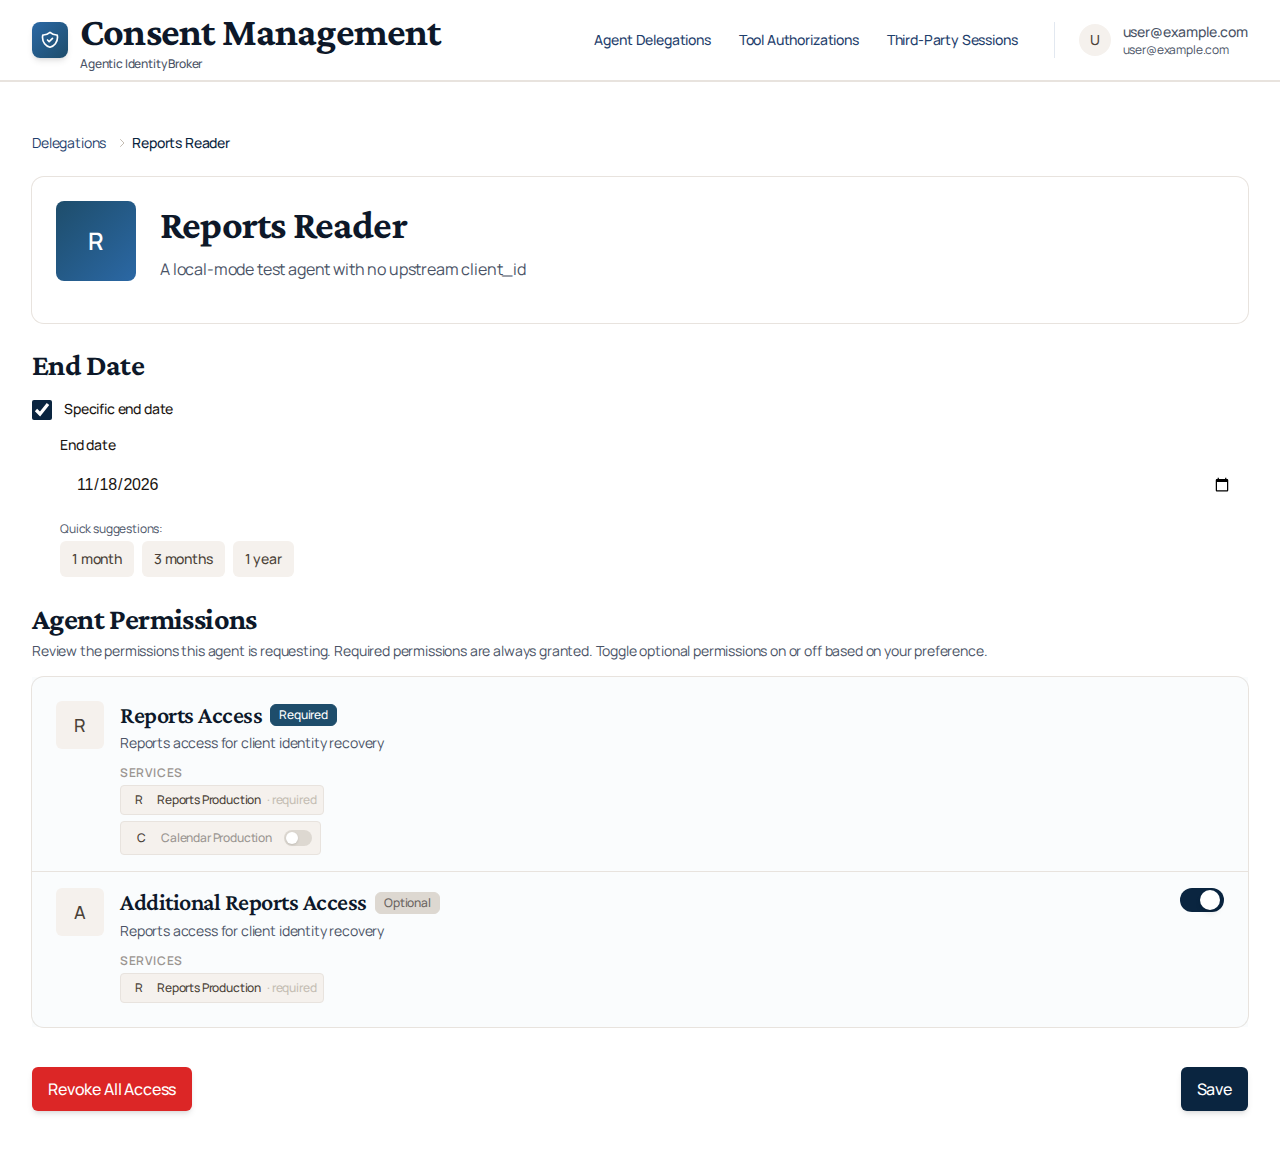 Consent Management
Agentic Identity Broker
Agent Delegations
Tool Authorizations
Third-Party Sessions
U
user@example.com
user@example.com
Delegations
Reports Reader
R
Reports Reader
A local-mode test agent with no upstream client_id
End Date
Specific end date
End date
11/18/2026
Quick suggestions:
1 month
3 months
1 year
Agent Permissions
Review the permissions this agent is requesting. Required permissions are always granted. Toggle optional permissions on or off based on your preference.
R
Reports Access
Required
Reports access for client identity recovery
SERVICES
R Reports Production · required
C Calendar Production
A
Additional Reports Access
Optional
Reports access for client identity recovery
SERVICES
R Reports Production · required
Revoke All Access
Save